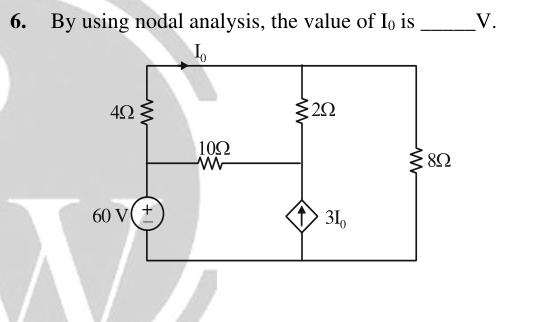 6. By using nodal analysis, the value of I₀ is _____V.
I₀
4Ω
2Ω
10Ω
8Ω
60 V
+
−
3I₀
W